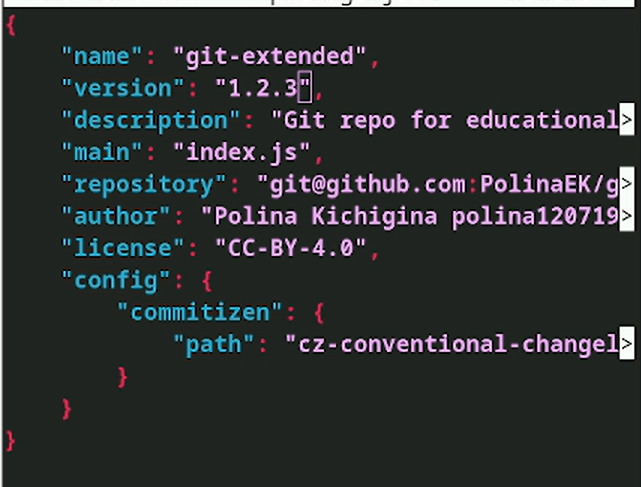 {
    "name": "git-extended",
    "version": "1.2.3",
    "description": "Git repo for educational>
    "main": "index.js",
    "repository": "git@github.com:PolinaEK/g>
    "author": "Polina Kichigina polina120719>
    "license": "CC-BY-4.0",
    "config": {
        "commitizen": {
            "path": "cz-conventional-changel>
        }
    }
}